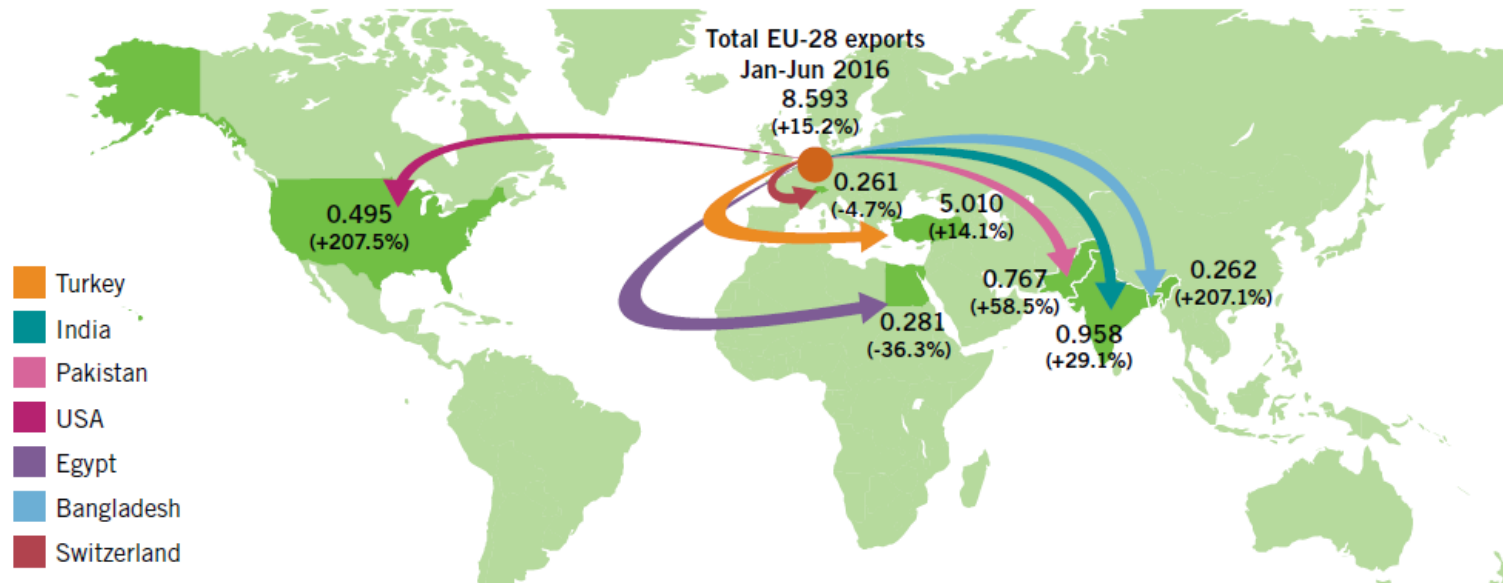 Total EU-28 exports
Jan-Jun 2016
8.593
(+15.2%)
0.261
(-4.7%)
5.010
(+14.1%)
0.495
(+207.5%)
0.767
(+58.5%)
0.262
(+207.1%)
0.281
(-36.3%)
0.958
(+29.1%)
Turkey
India
Pakistan
USA
Egypt
Bangladesh
Switzerland